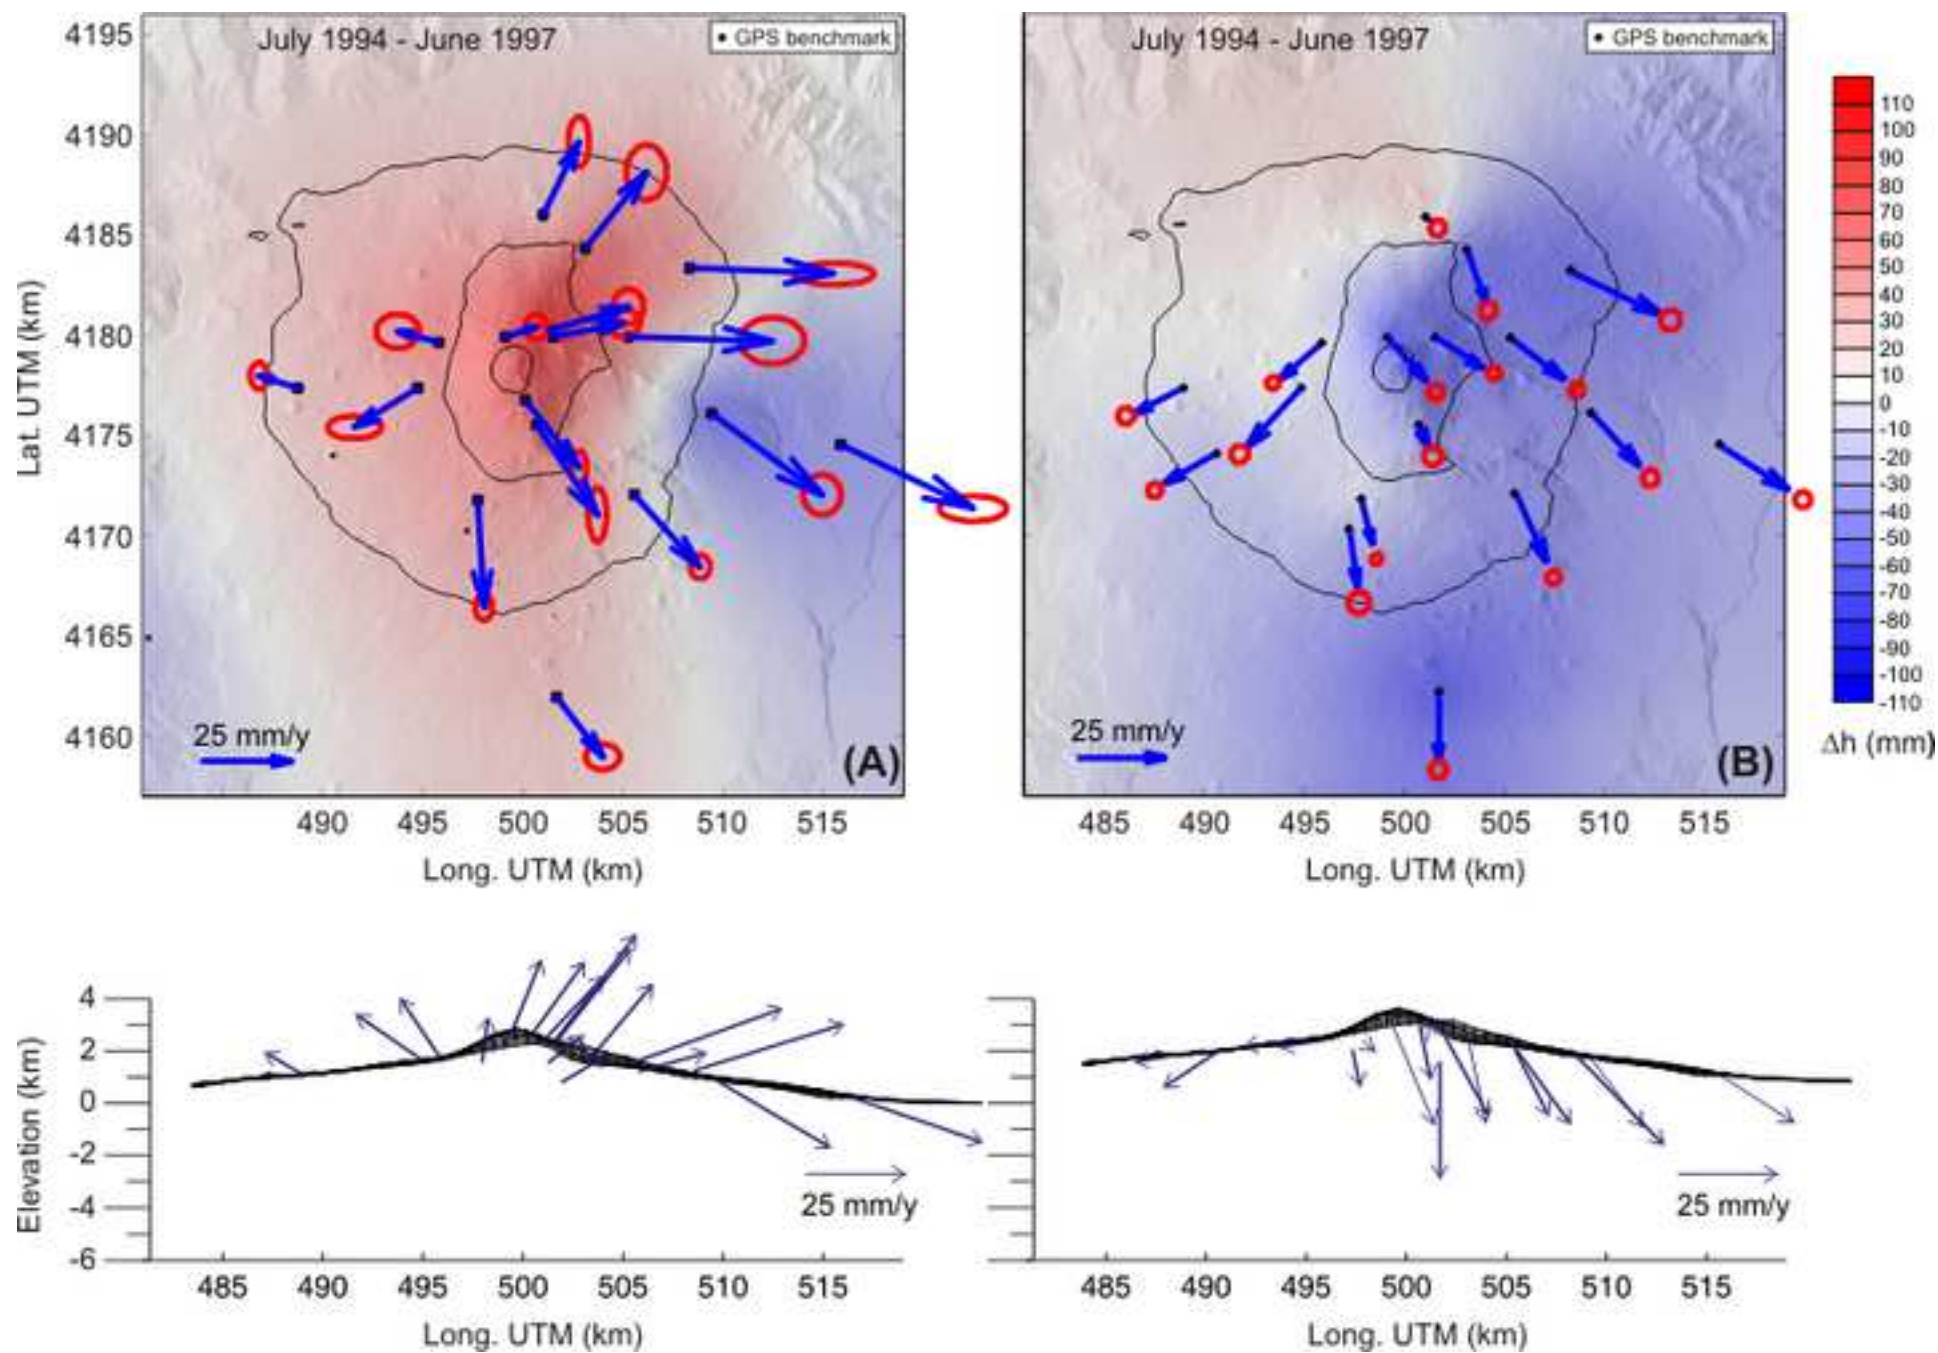 July 1994 - June 1997
GPS benchmark
(A)
25 mm/y
4195
4190
4185
4180
4175
4170
4165
4160
Lat. UTM (km)
490 495 500 505 510 515
Long. UTM (km)
July 1994 - June 1997
GPS benchmark
(B)
25 mm/y
485 490 495 500 505 510 515
Long. UTM (km)
110
100
90
80
70
60
50
40
30
20
10
0
-10
-20
-30
-40
-50
-60
-70
-80
-90
-100
-110
Δh (mm)
4
2
0
-2
-4
-6
Elevation (km)
25 mm/y
485 490 495 500 505 510 515
Long. UTM (km)
25 mm/y
485 490 495 500 505 510 515
Long. UTM (km)